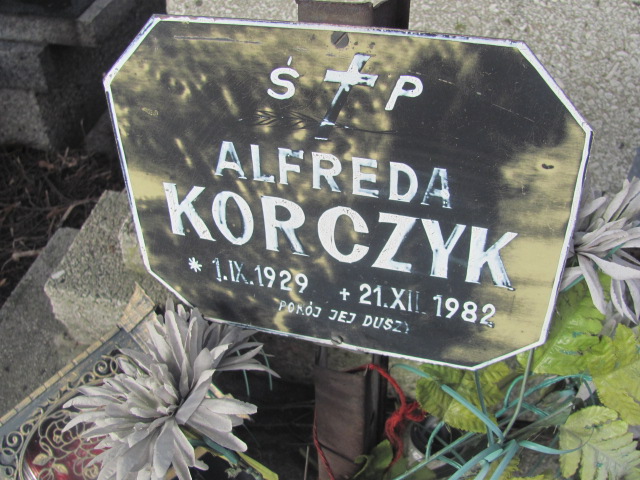 Ś P
ALFREDA
KORCZYK
* 1.IX.1929 + 21.XII.1982
POKÓJ JEJ DUSZY